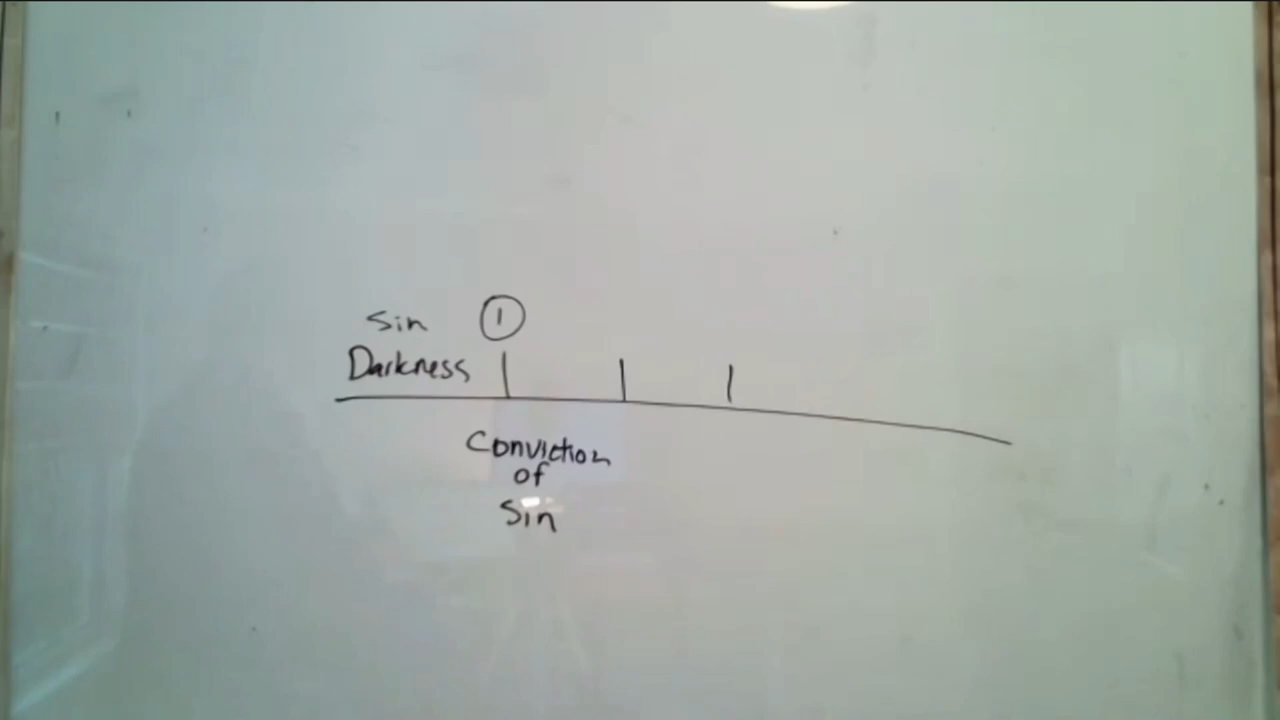 Sin ①
Darkness
Conviction
of
Sin